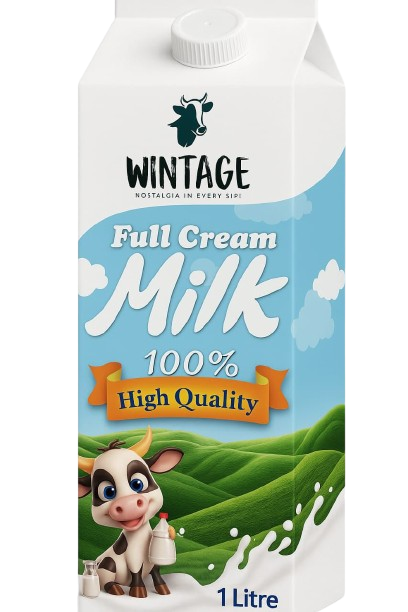 WINTAGE
NOSTALGIA IN EVERY SIP!
Full Cream
Milk
100%
High Quality
1 Litre